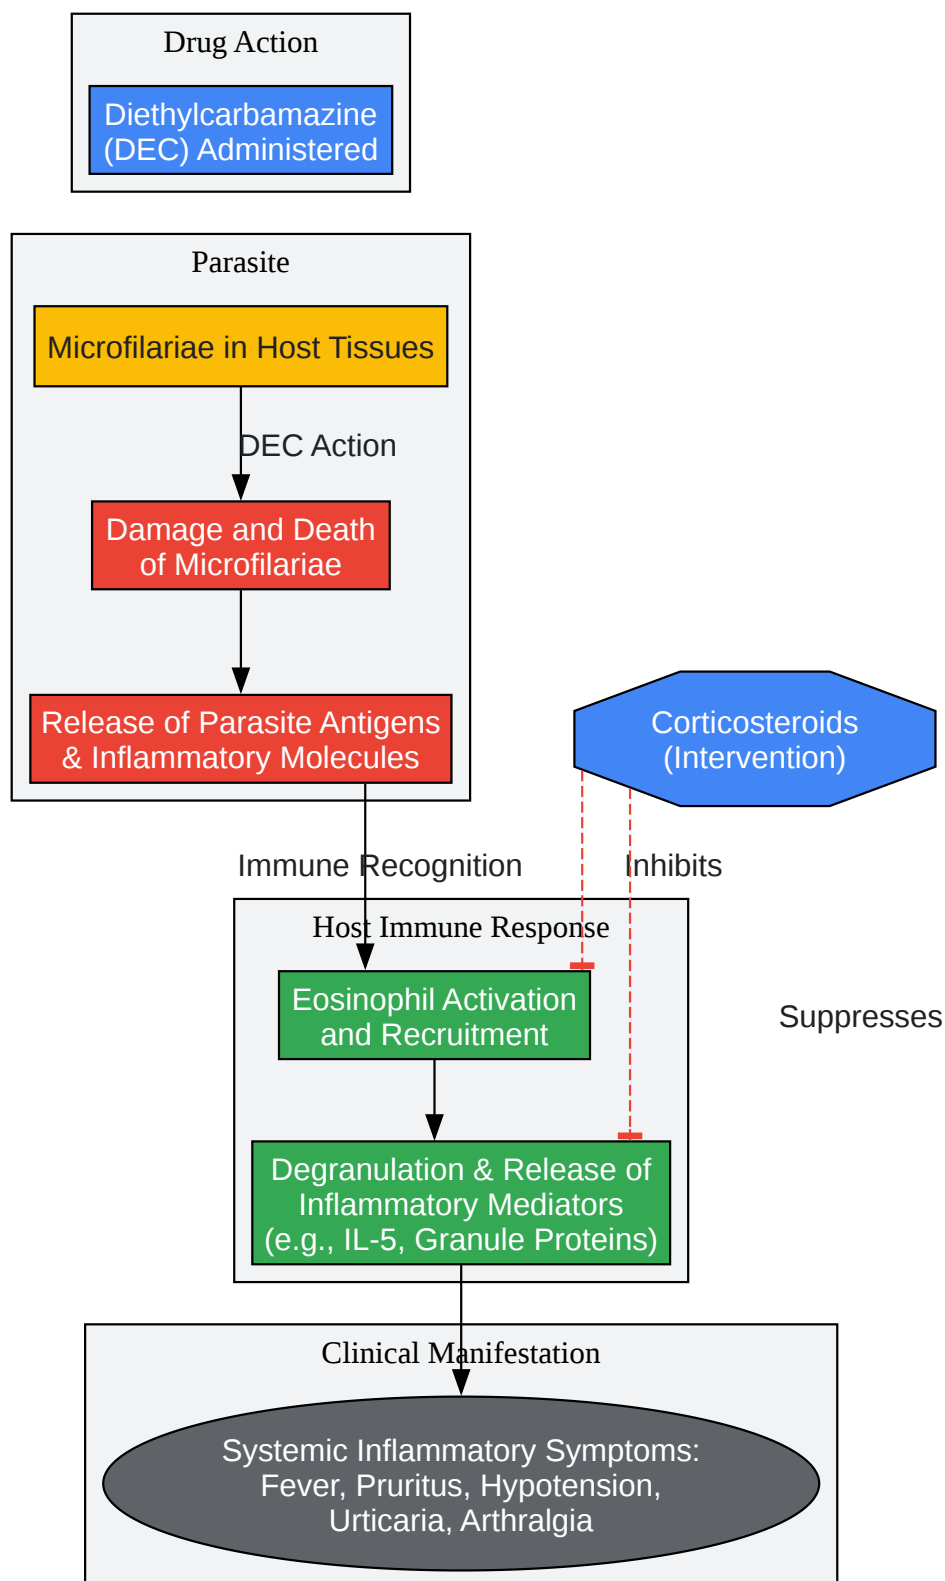 Drug Action
Diethylcarbamazine
(DEC) Administered
Parasite
Microfilariae in Host Tissues
DEC Action
Damage and Death
of Microfilariae
Release of Parasite Antigens
& Inflammatory Molecules
Corticosteroids
(Intervention)
Immune Recognition
Inhibits
Host Immune Response
Eosinophil Activation
and Recruitment
Suppresses
Degranulation & Release of
Inflammatory Mediators
(e.g., IL-5, Granule Proteins)
Clinical Manifestation
Systemic Inflammatory Symptoms:
Fever, Pruritus, Hypotension,
Urticaria, Arthralgia